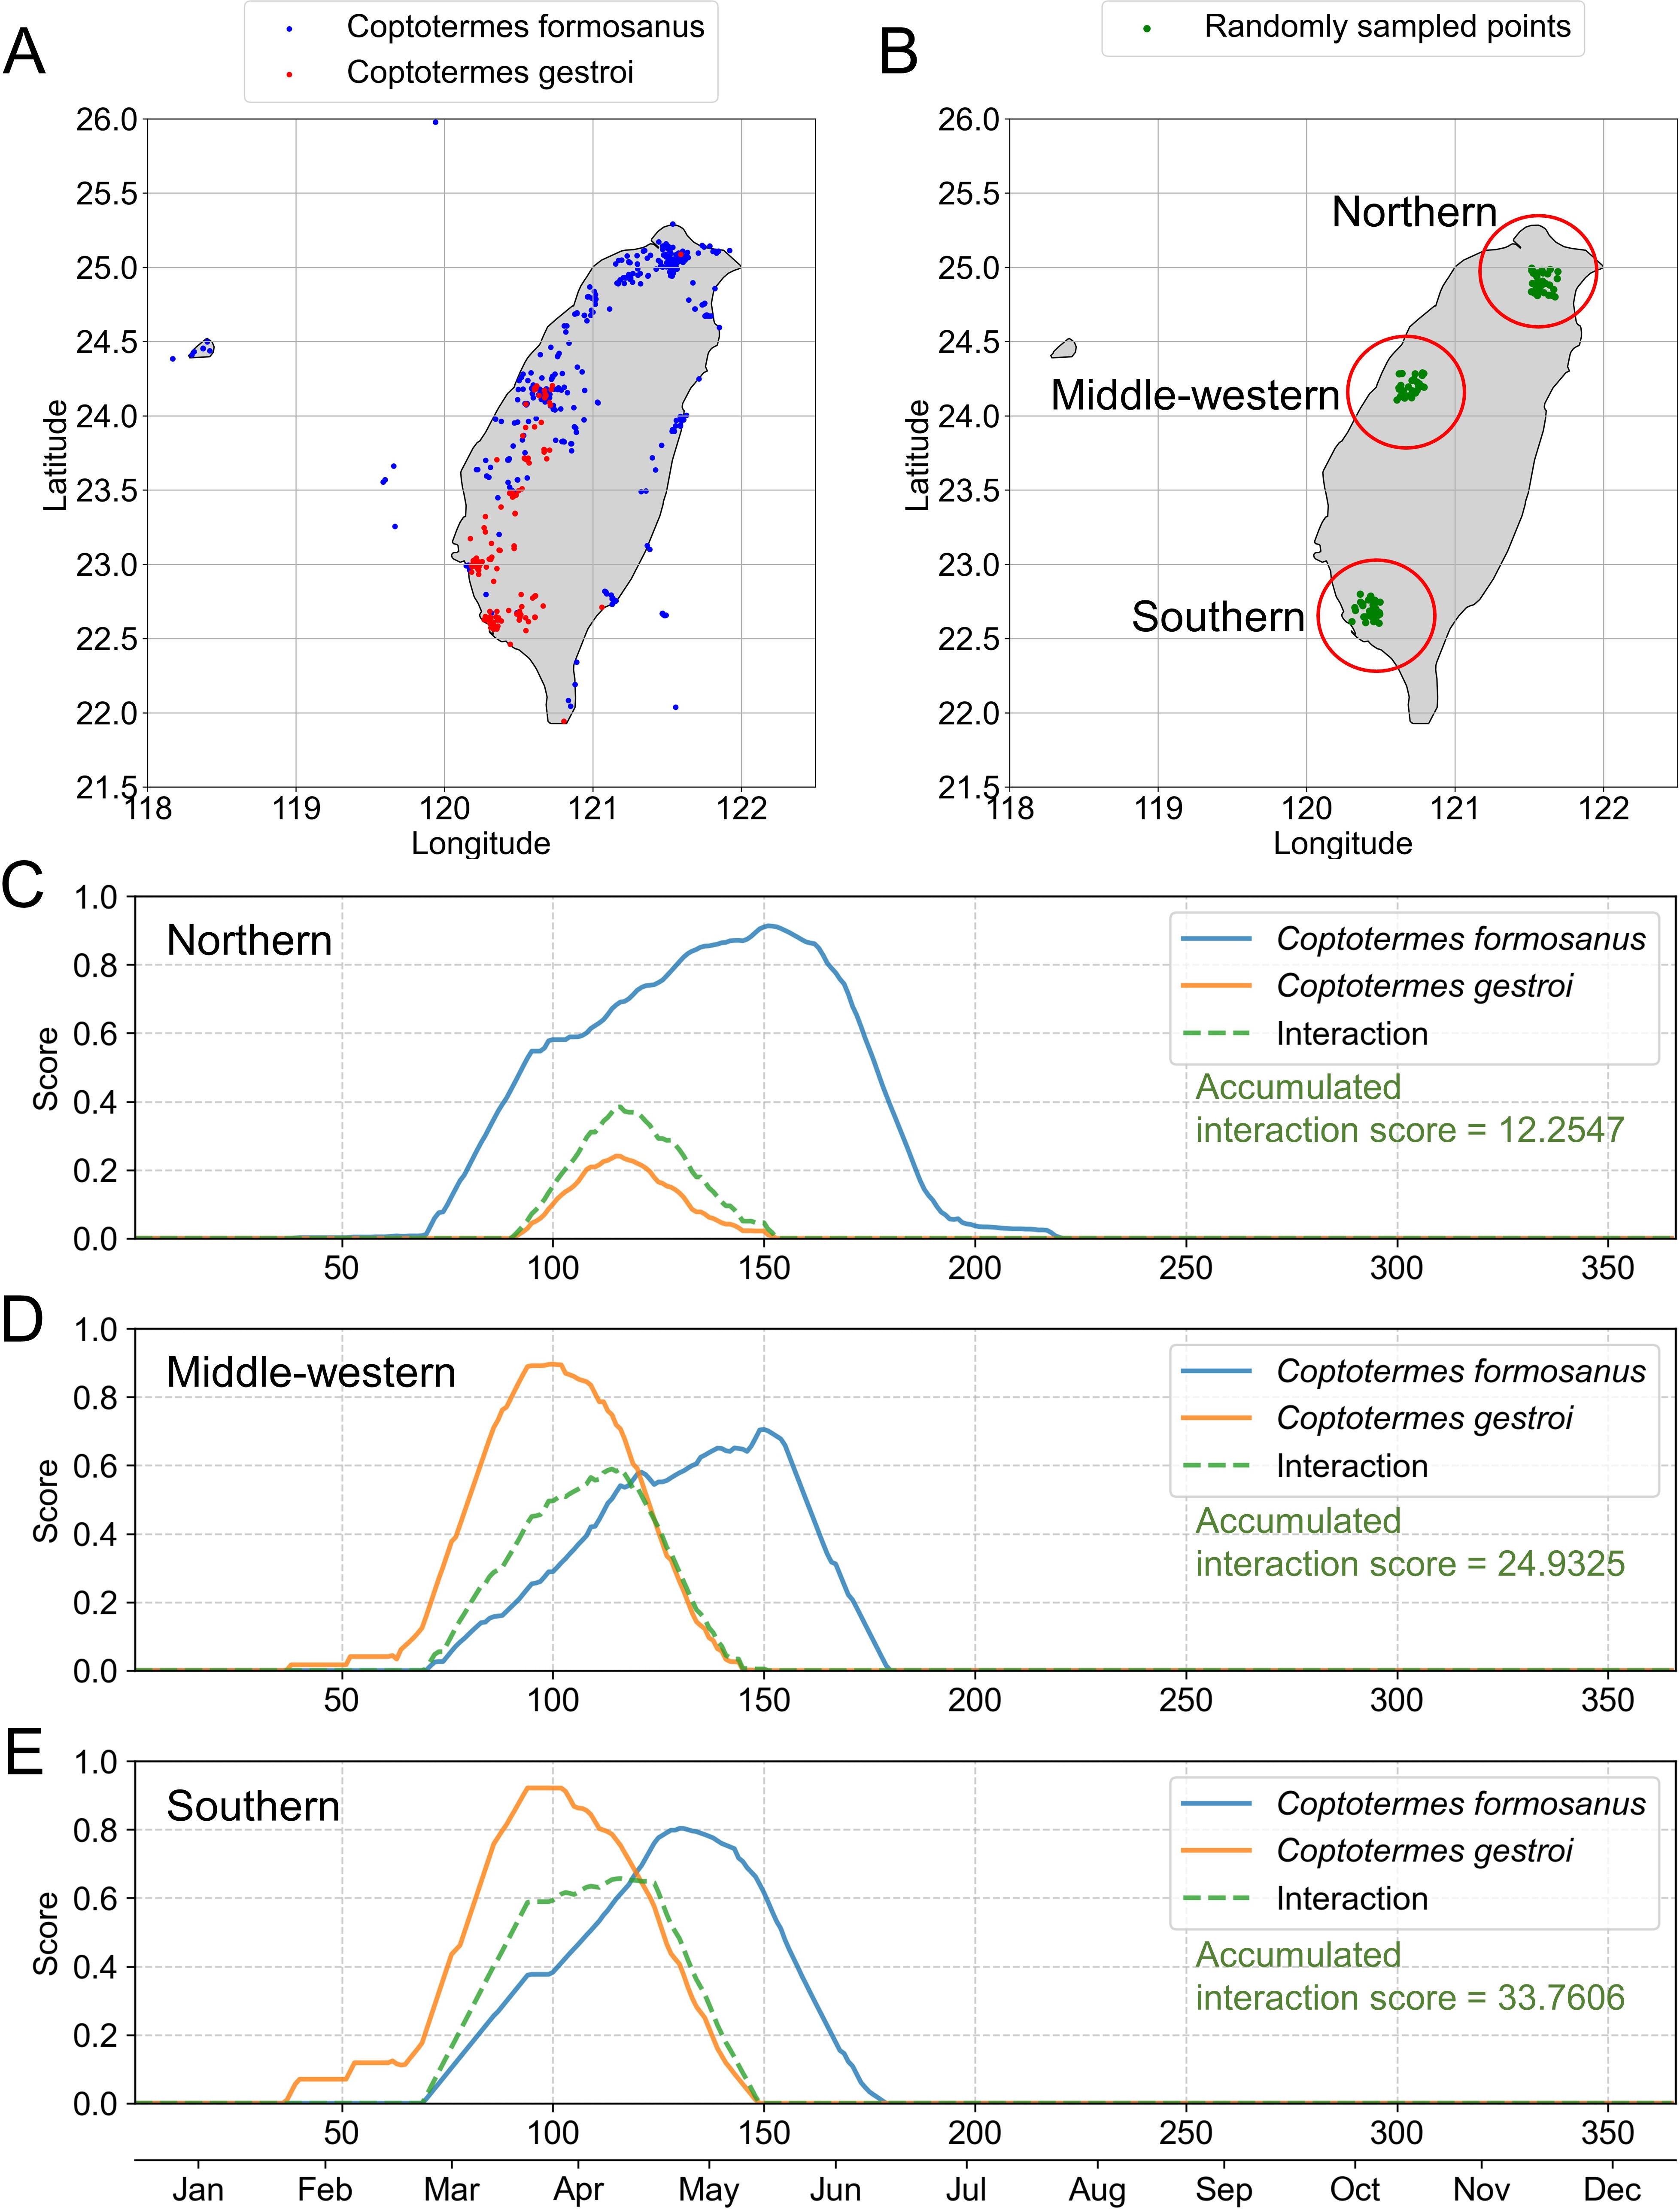 A
Coptotermes formosanus
Coptotermes gestroi
26.0
25.5
25.0
24.5
24.0
23.5
23.0
22.5
22.0
21.5
Latitude
118 119 120 121 122
Longitude
B
Randomly sampled points
26.0
25.5
25.0
24.5
24.0
23.5
23.0
22.5
22.0
21.5
Latitude
Northern
Middle-western
Southern
118 119 120 121 122
Longitude
C
Northern
1.0
0.8
0.6
0.4
0.2
0.0
Score
Coptotermes formosanus
Coptotermes gestroi
Interaction
Accumulated
interaction score = 12.2547
50 100 150 200 250 300 350
D
Middle-western
1.0
0.8
0.6
0.4
0.2
0.0
Score
Coptotermes formosanus
Coptotermes gestroi
Interaction
Accumulated
interaction score = 24.9325
50 100 150 200 250 300 350
E
Southern
1.0
0.8
0.6
0.4
0.2
0.0
Score
Coptotermes formosanus
Coptotermes gestroi
Interaction
Accumulated
interaction score = 33.7606
50 100 150 200 250 300 350
Jan Feb Mar Apr May Jun Jul Aug Sep Oct Nov Dec